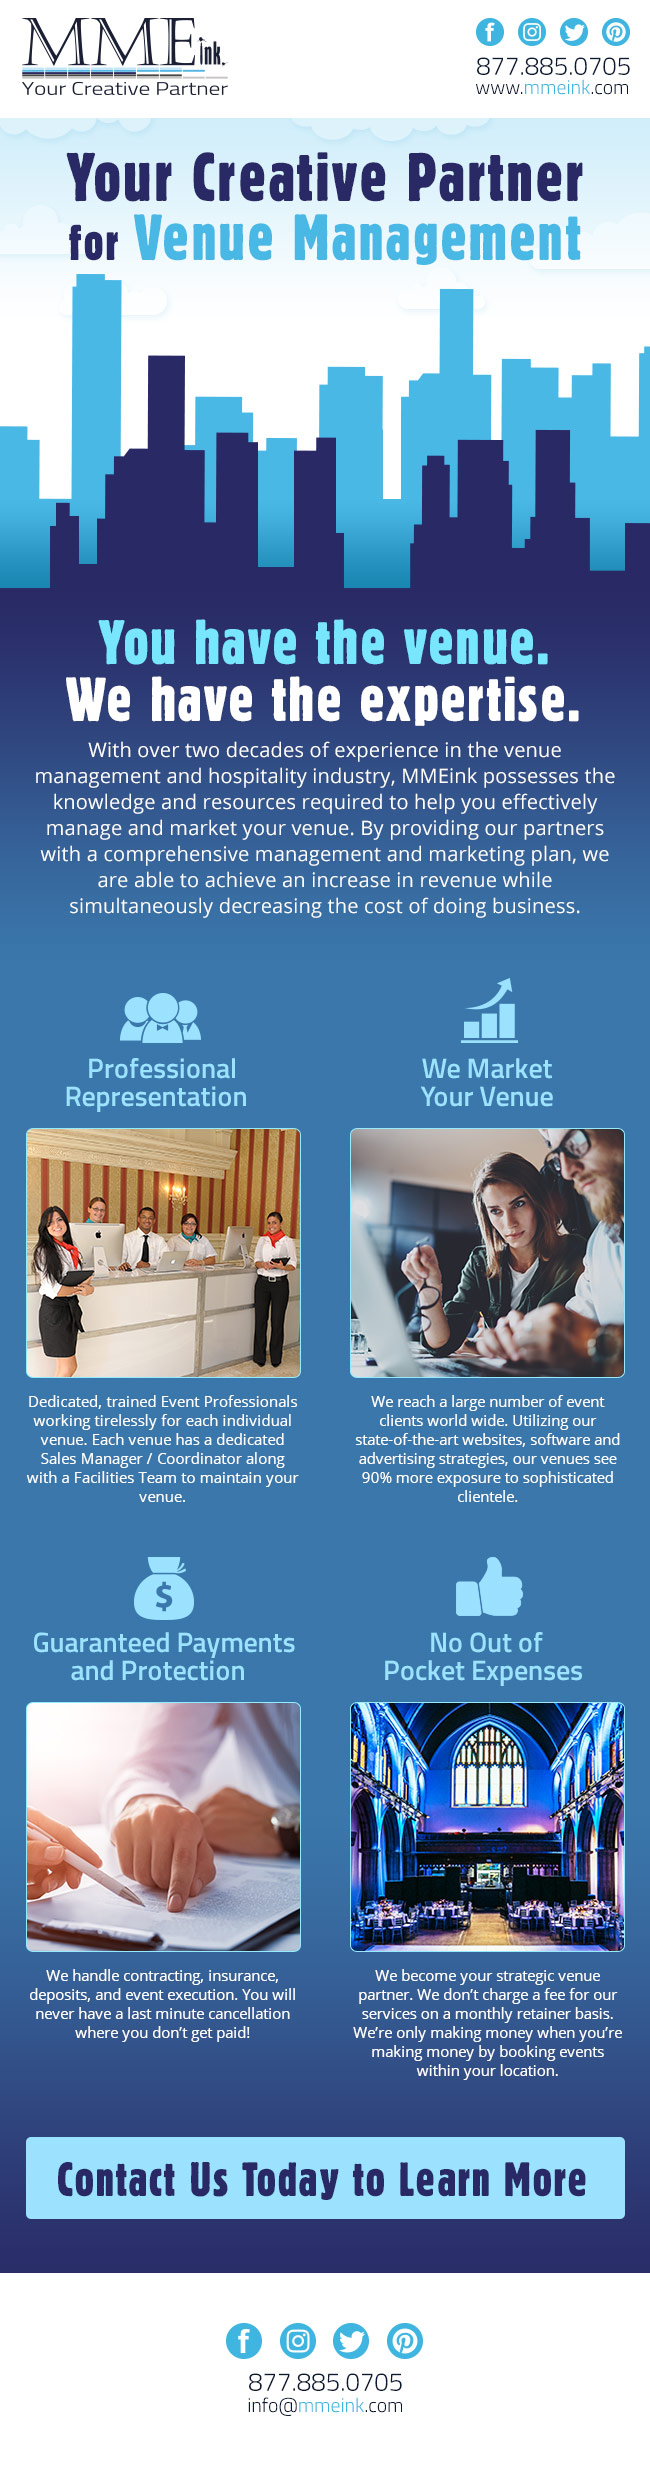 MMEink.
Your Creative Partner
877.885.0705
www.mmeink.com
Your Creative Partner
for Venue Management
You have the venue.
We have the expertise.
With over two decades of experience in the venue
management and hospitality industry, MMEink possesses the
knowledge and resources required to help you effectively
manage and market your venue. By providing our partners
with a comprehensive management and marketing plan, we
are able to achieve an increase in revenue while
simultaneously decreasing the cost of doing business.
Professional
Representation
Dedicated, trained Event Professionals
working tirelessly for each individual
venue. Each venue has a dedicated
Sales Manager / Coordinator along
with a Facilities Team to maintain your
venue.
We Market
Your Venue
We reach a large number of event
clients world wide. Utilizing our
state-of-the-art websites, software and
advertising strategies, our venues see
90% more exposure to sophisticated
clientele.
Guaranteed Payments
and Protection
We handle contracting, insurance,
deposits, and event execution. You will
never have a last minute cancellation
where you don't get paid!
No Out of
Pocket Expenses
We become your strategic venue
partner. We don't charge a fee for our
services on a monthly retainer basis.
We're only making money when you're
making money by booking events
within your location.
Contact Us Today to Learn More
877.885.0705
info@mmeink.com